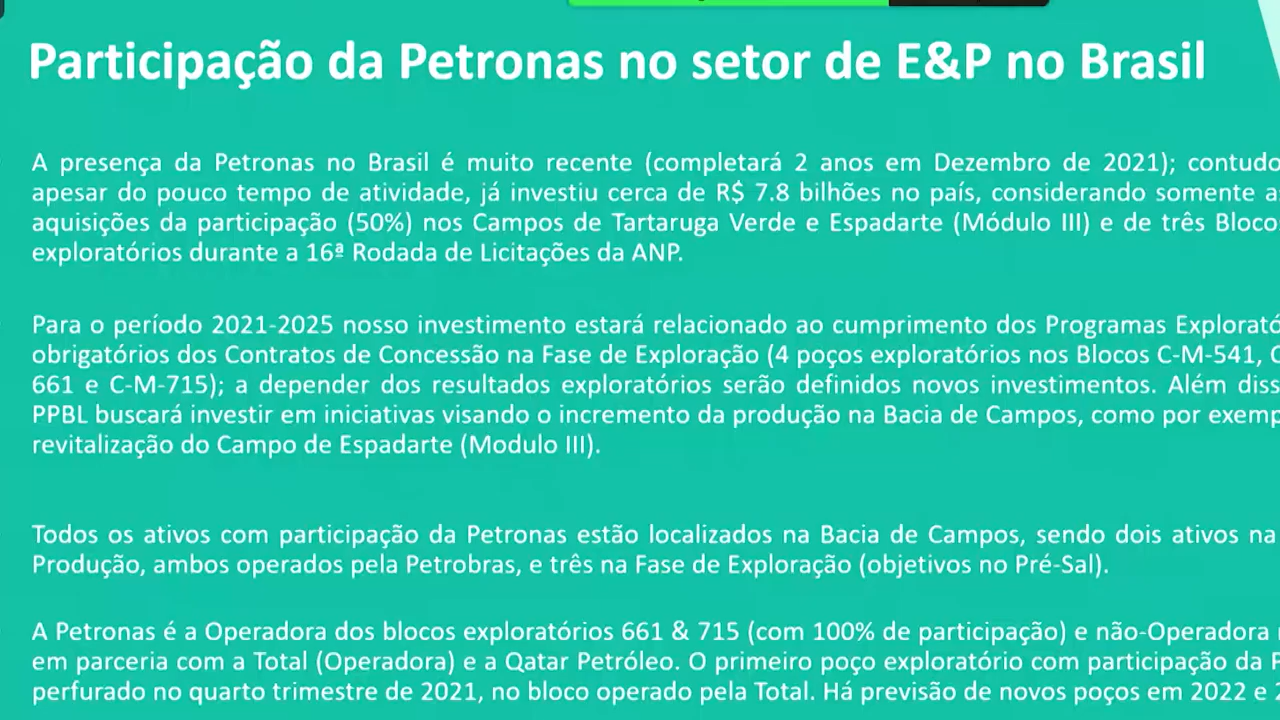 Participação da Petronas no setor de E&P no Brasil
A presença da Petronas no Brasil é muito recente (completará 2 anos em Dezembro de 2021); contudo
apesar do pouco tempo de atividade, já investiu cerca de R$ 7.8 bilhões no país, considerando somente a
aquisições da participação (50%) nos Campos de Tartaruga Verde e Espadarte (Módulo III) e de três Bloco
exploratórios durante a 16ª Rodada de Licitações da ANP.
Para o período 2021-2025 nosso investimento estará relacionado ao cumprimento dos Programas Explorató
obrigatórios dos Contratos de Concessão na Fase de Exploração (4 poços exploratórios nos Blocos C-M-541, C
661 e C-M-715); a depender dos resultados exploratórios serão definidos novos investimentos. Além diss
PPBL buscará investir em iniciativas visando o incremento da produção na Bacia de Campos, como por exemp
revitalização do Campo de Espadarte (Modulo III).
Todos os ativos com participação da Petronas estão localizados na Bacia de Campos, sendo dois ativos na
Produção, ambos operados pela Petrobras, e três na Fase de Exploração (objetivos no Pré-Sal).
A Petronas é a Operadora dos blocos exploratórios 661 & 715 (com 100% de participação) e não-Operadora
em parceria com a Total (Operadora) e a Qatar Petróleo. O primeiro poço exploratório com participação da P
perfurado no quarto trimestre de 2021, no bloco operado pela Total. Há previsão de novos poços em 2022 e 2